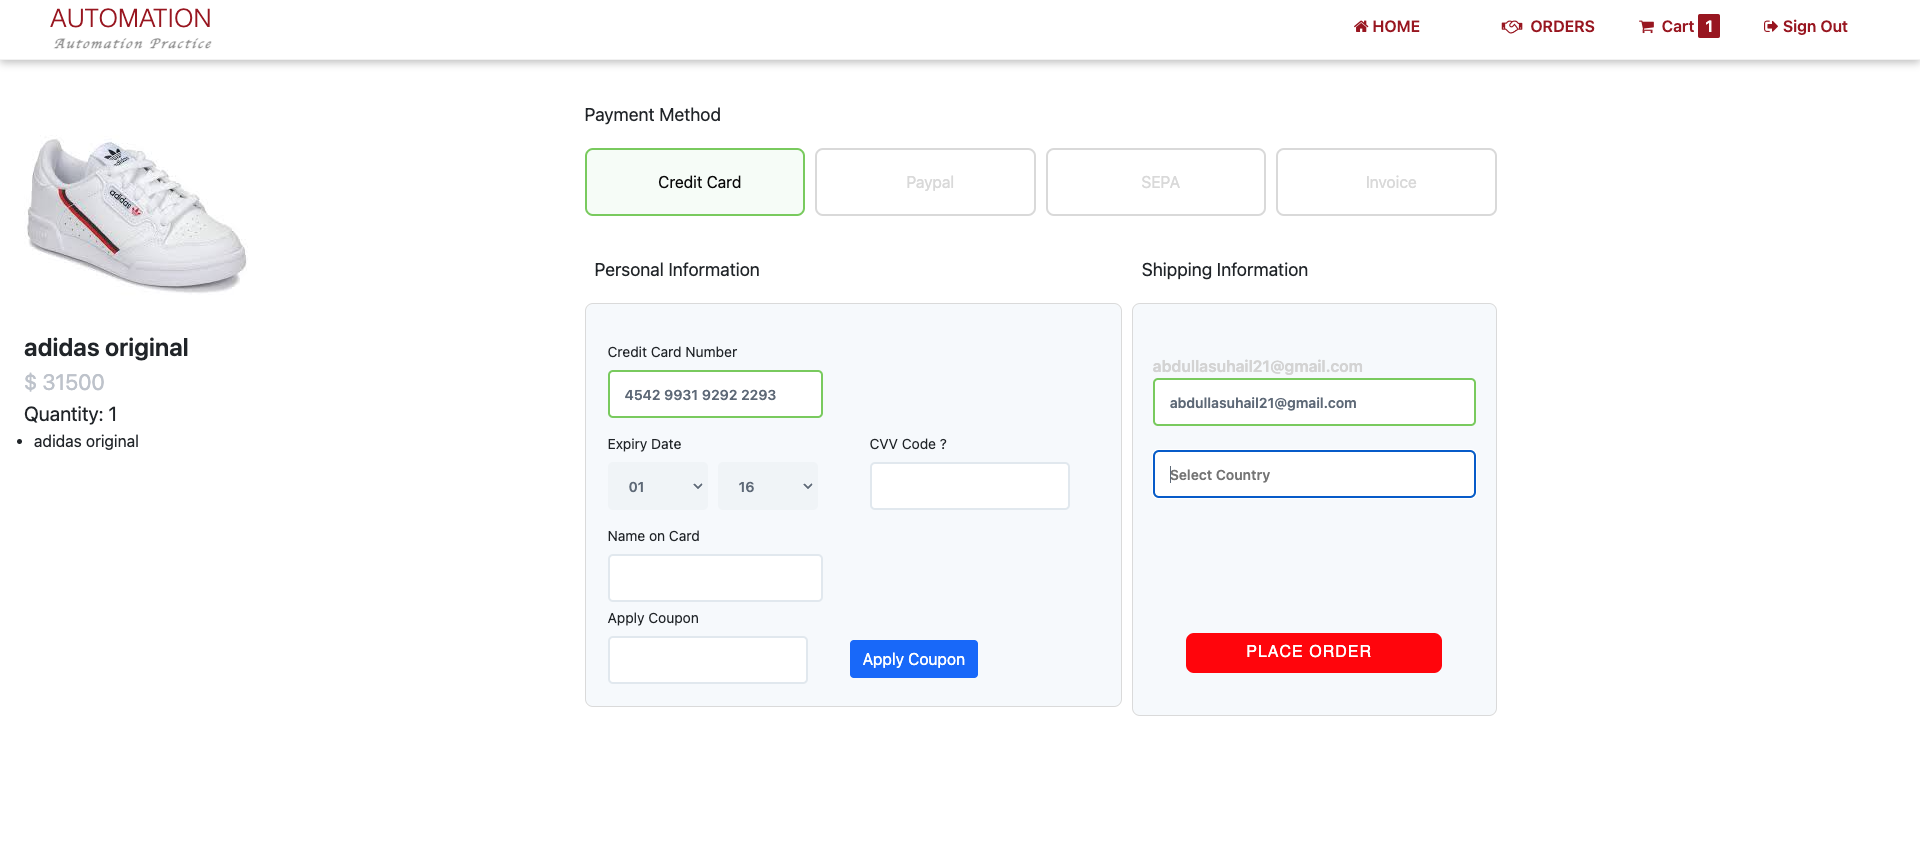 AUTOMATION
Automation Practice
HOME
ORDERS
Cart 1
Sign Out
adidas
adidas
adidas original
$ 31500
Quantity: 1
adidas original
Payment Method
Credit Card
Paypal
SEPA
Invoice
Personal Information
Credit Card Number
4542 9931 9292 2293
Expiry Date
CVV Code ?
01
16
Name on Card
Apply Coupon
Apply Coupon
Shipping Information
abdullasuhail21@gmail.com
abdullasuhail21@gmail.com
Select Country
PLACE ORDER